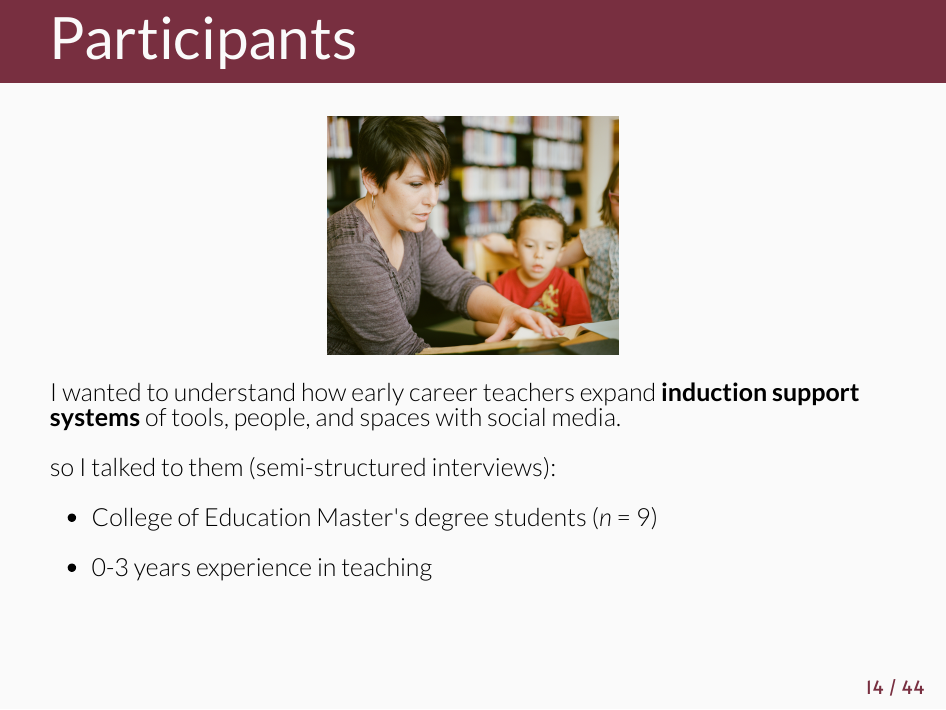 Participants
I wanted to understand how early career teachers expand induction support
systems of tools, people, and spaces with social media.
so I talked to them (semi-structured interviews):
• College of Education Master's degree students (n = 9)
• 0-3 years experience in teaching
14 / 44